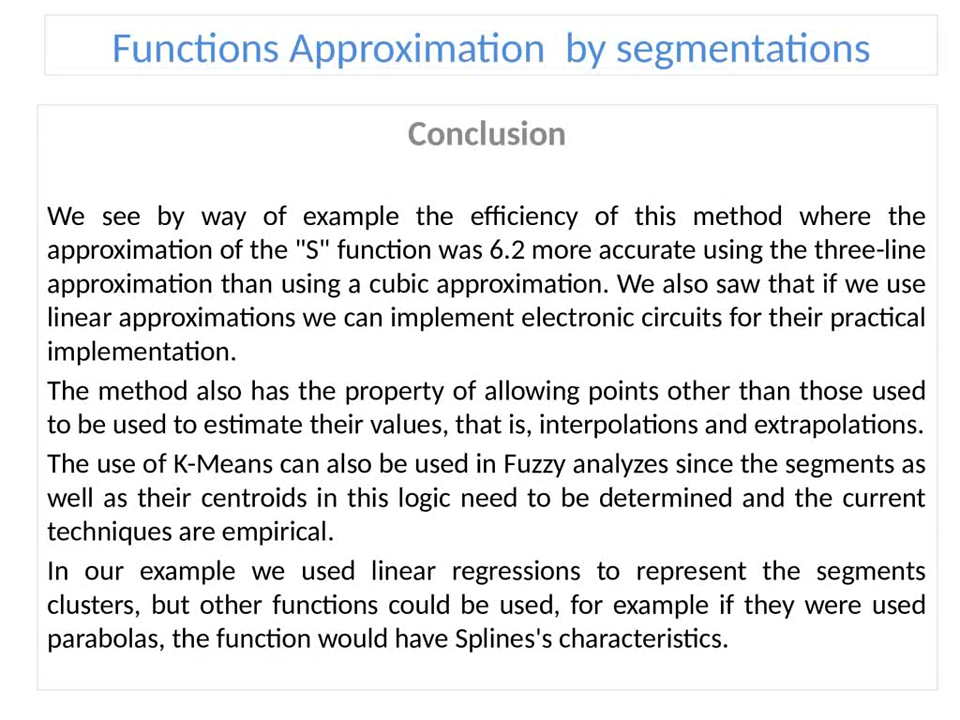 Functions Approximation  by segmentations
Conclusion
We see by way of example the efficiency of this method where the
approximation of the "S" function was 6.2 more accurate using the three-line
approximation than using a cubic approximation. We also saw that if we use
linear approximations we can implement electronic circuits for their practical
implementation.
The method also has the property of allowing points other than those used
to be used to estimate their values, that is, interpolations and extrapolations.
The use of K-Means can also be used in Fuzzy analyzes since the segments as
well as their centroids in this logic need to be determined and the current
techniques are empirical.
In our example we used linear regressions to represent the segments
clusters, but other functions could be used, for example if they were used
parabolas, the function would have Splines's characteristics.